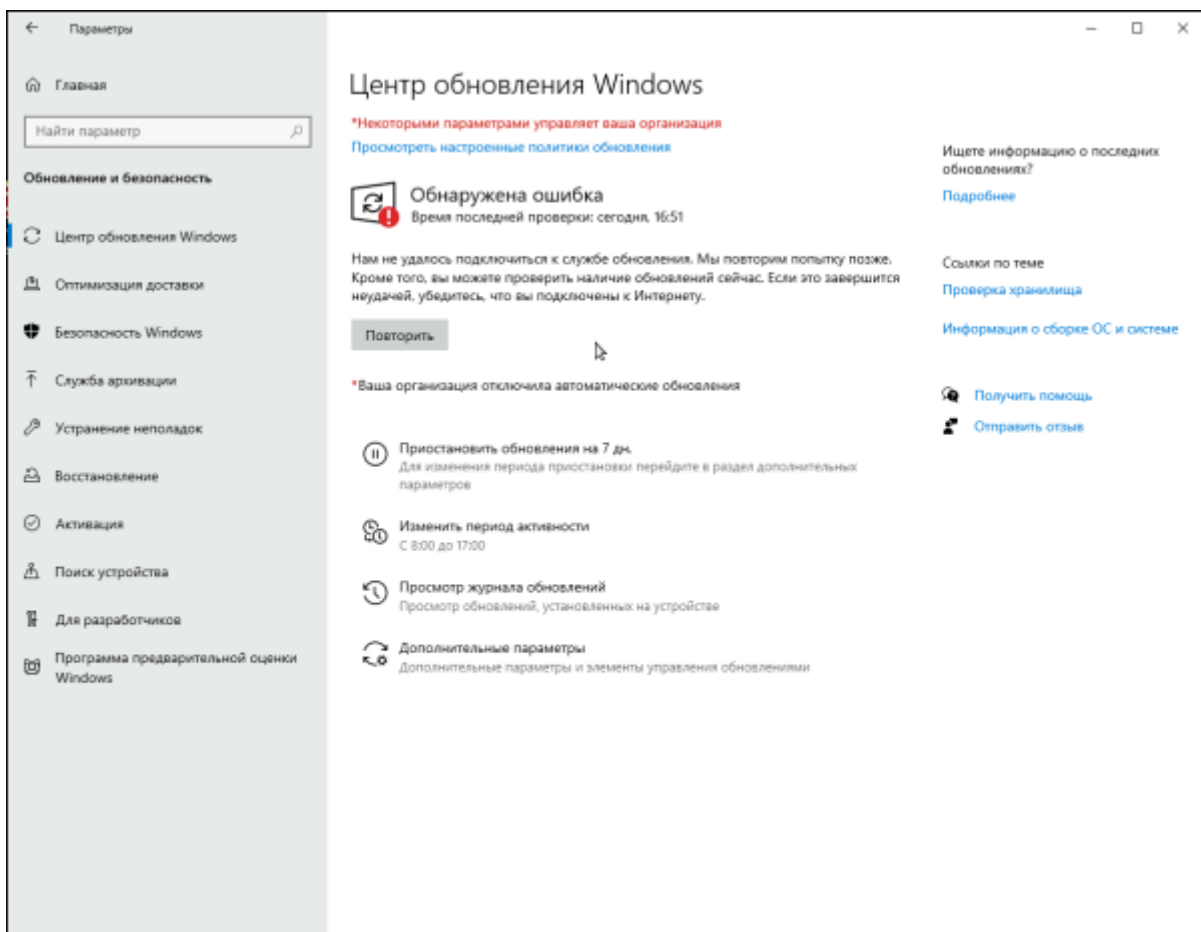 Параметры
Главная
Найти параметр
Обновление и безопасность
Центр обновления Windows
Оптимизация доставки
Безопасность Windows
Служба архивации
Устранение неполадок
Восстановление
Активация
Поиск устройства
Для разработчиков
Программа предварительной оценки
Windows
Центр обновления Windows
*Некоторыми параметрами управляет ваша организация
Просмотреть настроенные политики обновления
Обнаружена ошибка
Время последней проверки: сегодня, 16:51
Нам не удалось подключиться к службе обновления. Мы повторим попытку позже.
Кроме того, вы можете проверить наличие обновлений сейчас. Если это завершится
неудачей, убедитесь, что вы подключены к Интернету.
Повторить
*Ваша организация отключила автоматические обновления
Приостановить обновления на 7 дн.
Для изменения периода приостановки перейдите в раздел дополнительных
параметров
Изменить период активности
С 8:00 до 17:00
Просмотр журнала обновлений
Просмотр обновлений, установленных на устройстве
Дополнительные параметры
Дополнительные параметры и элементы управления обновлениями
Ищете информацию о последних
обновлениях?
Подробнее
Ссылки по теме
Проверка хранилища
Информация о сборке ОС и системе
Получить помощь
Отправить отзыв